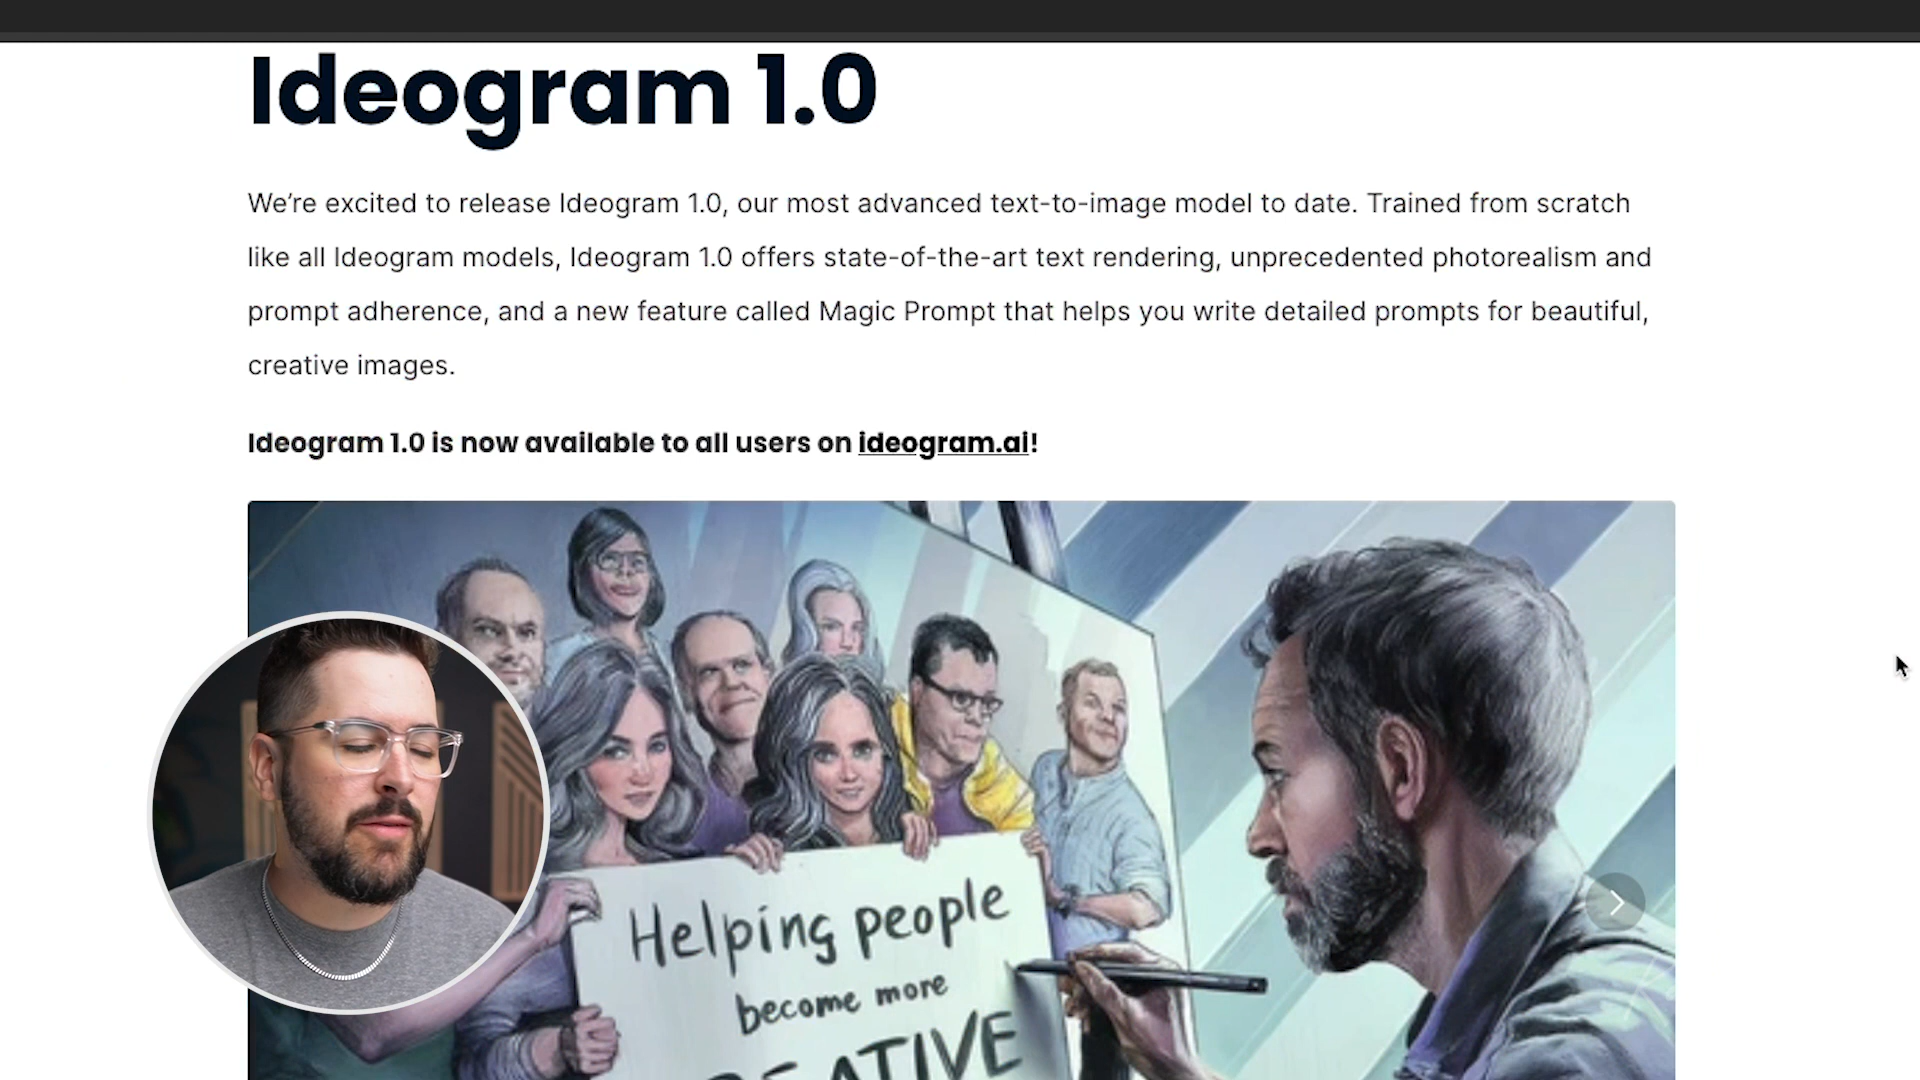 Ideogram 1.0
We’re excited to release Ideogram 1.0, our most advanced text-to-image model to date. Trained from scratch
like all Ideogram models, Ideogram 1.0 offers state-of-the-art text rendering, unprecedented photorealism and
prompt adherence, and a new feature called Magic Prompt that helps you write detailed prompts for beautiful,
creative images.
Ideogram 1.0 is now available to all users on ideogram.ai!
Helping people
become more